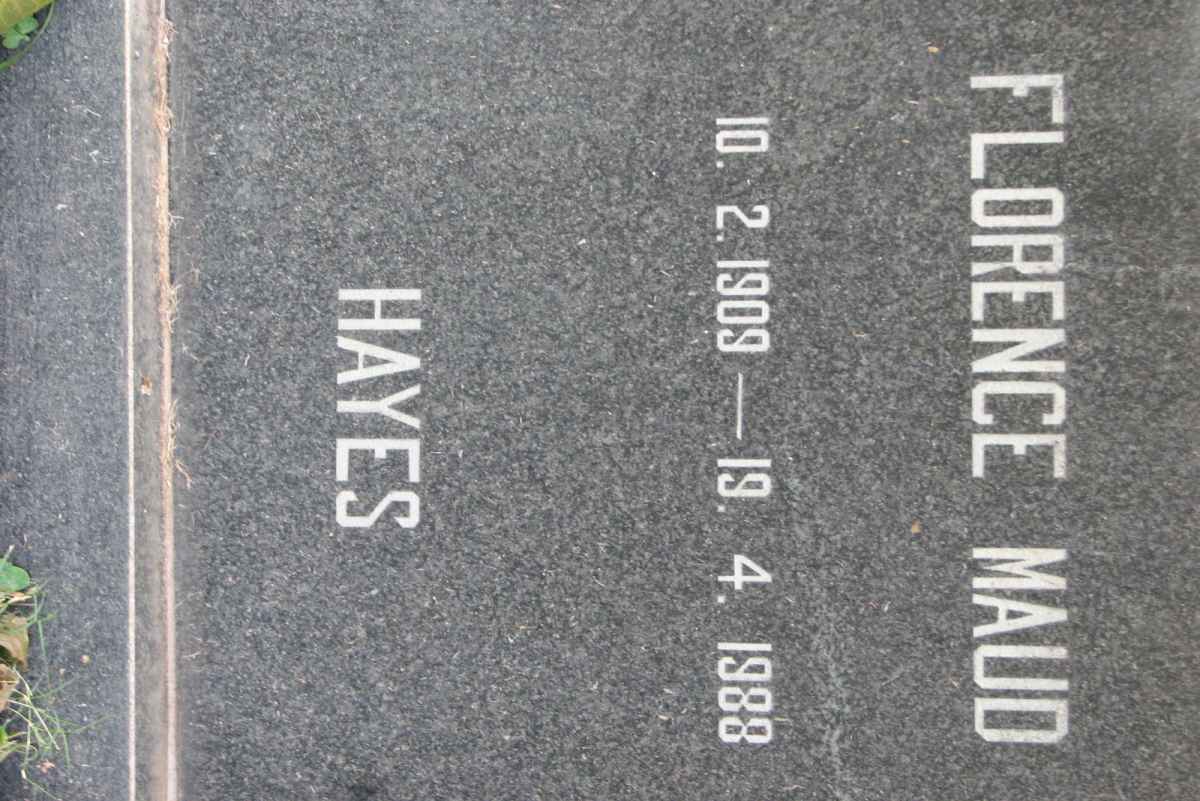 FLORENCE MAUD
10. 2. 1909 — 19. 4. 1988
HAYES